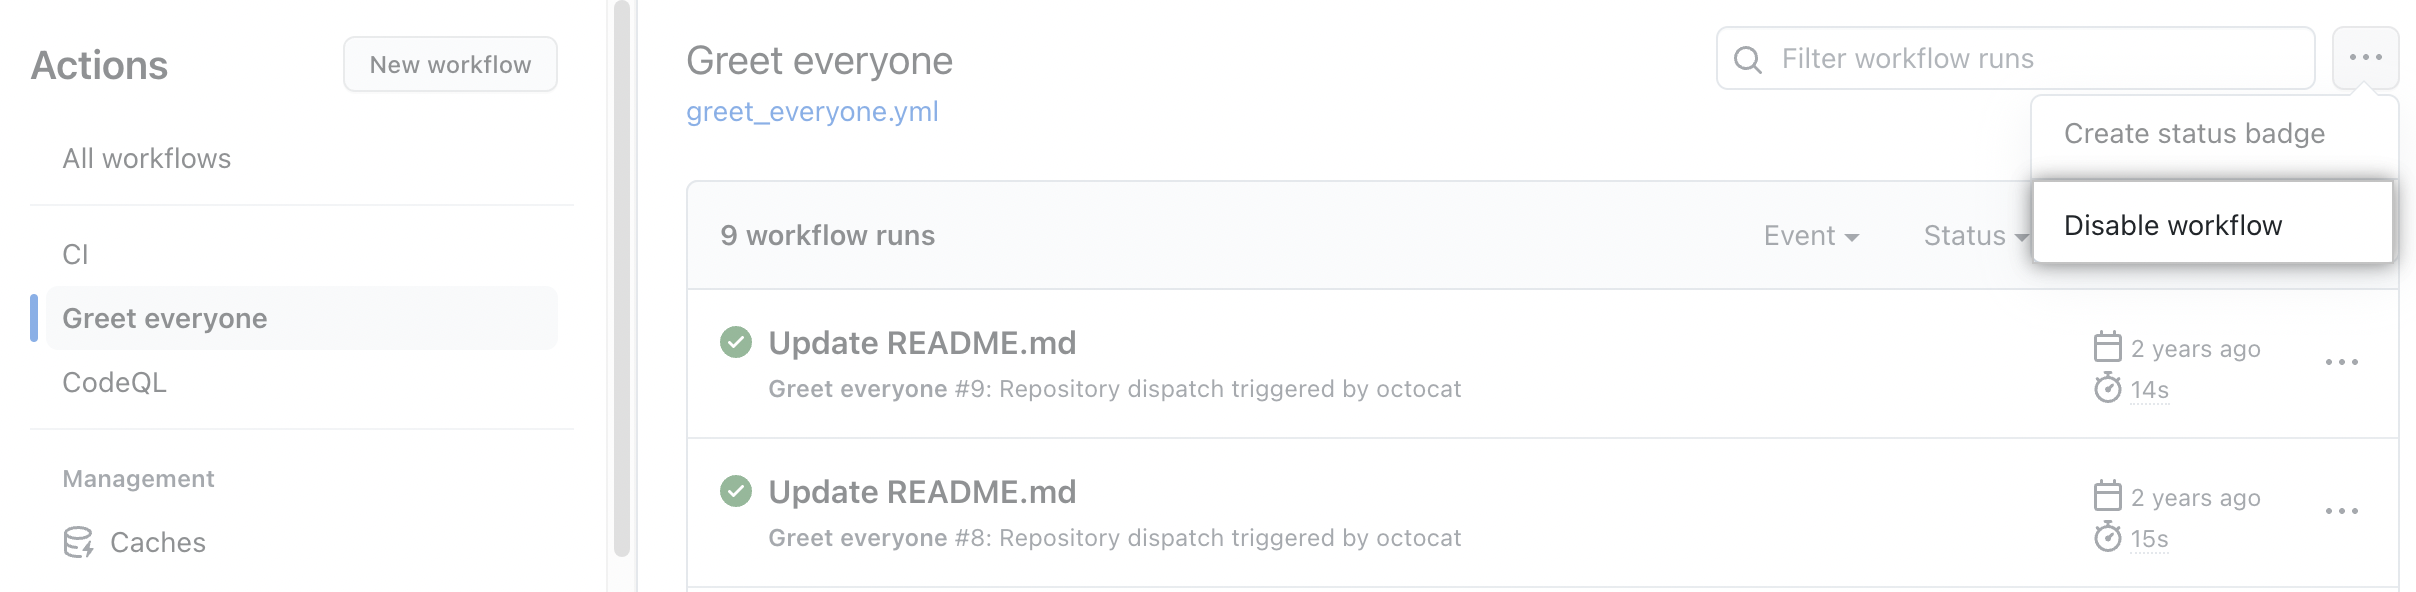 Actions
New workflow
All workflows
CI
Greet everyone
CodeQL
Management
Caches
Greet everyone
greet_everyone.yml
Filter workflow runs
Create status badge
Disable workflow
9 workflow runs
Event
Status
Update README.md
Greet everyone #9: Repository dispatch triggered by octocat
2 years ago
14s
Update README.md
Greet everyone #8: Repository dispatch triggered by octocat
2 years ago
15s